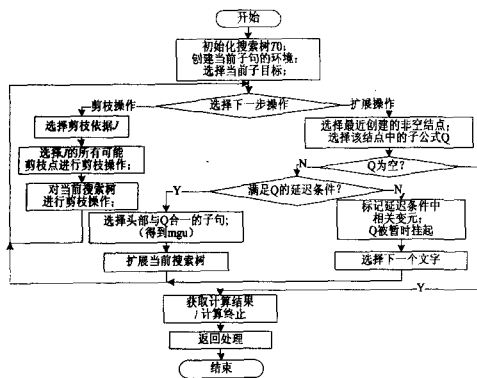 开始
初始化搜索树T0;
创建当前子句的环境;
选择当前子目标;
剪枝操作
选择下一步操作
扩展操作
选择剪枝依据J
选择J的所有可能
剪枝点进行剪枝操作;
对当前搜索树
进行剪枝操作;
选择最近创建的非空结点;
选择该结点中的子公式Q
N
Q为空?
Y
满足Q的延迟条件?
N
选择头部与Q合一的子句;
(得到mgu)
标记延迟条件中
相关变元;
Q被暂时挂起
扩展当前搜索树
选择下一个文字
Y
获取计算结果
/计算终止
返回处理
结束